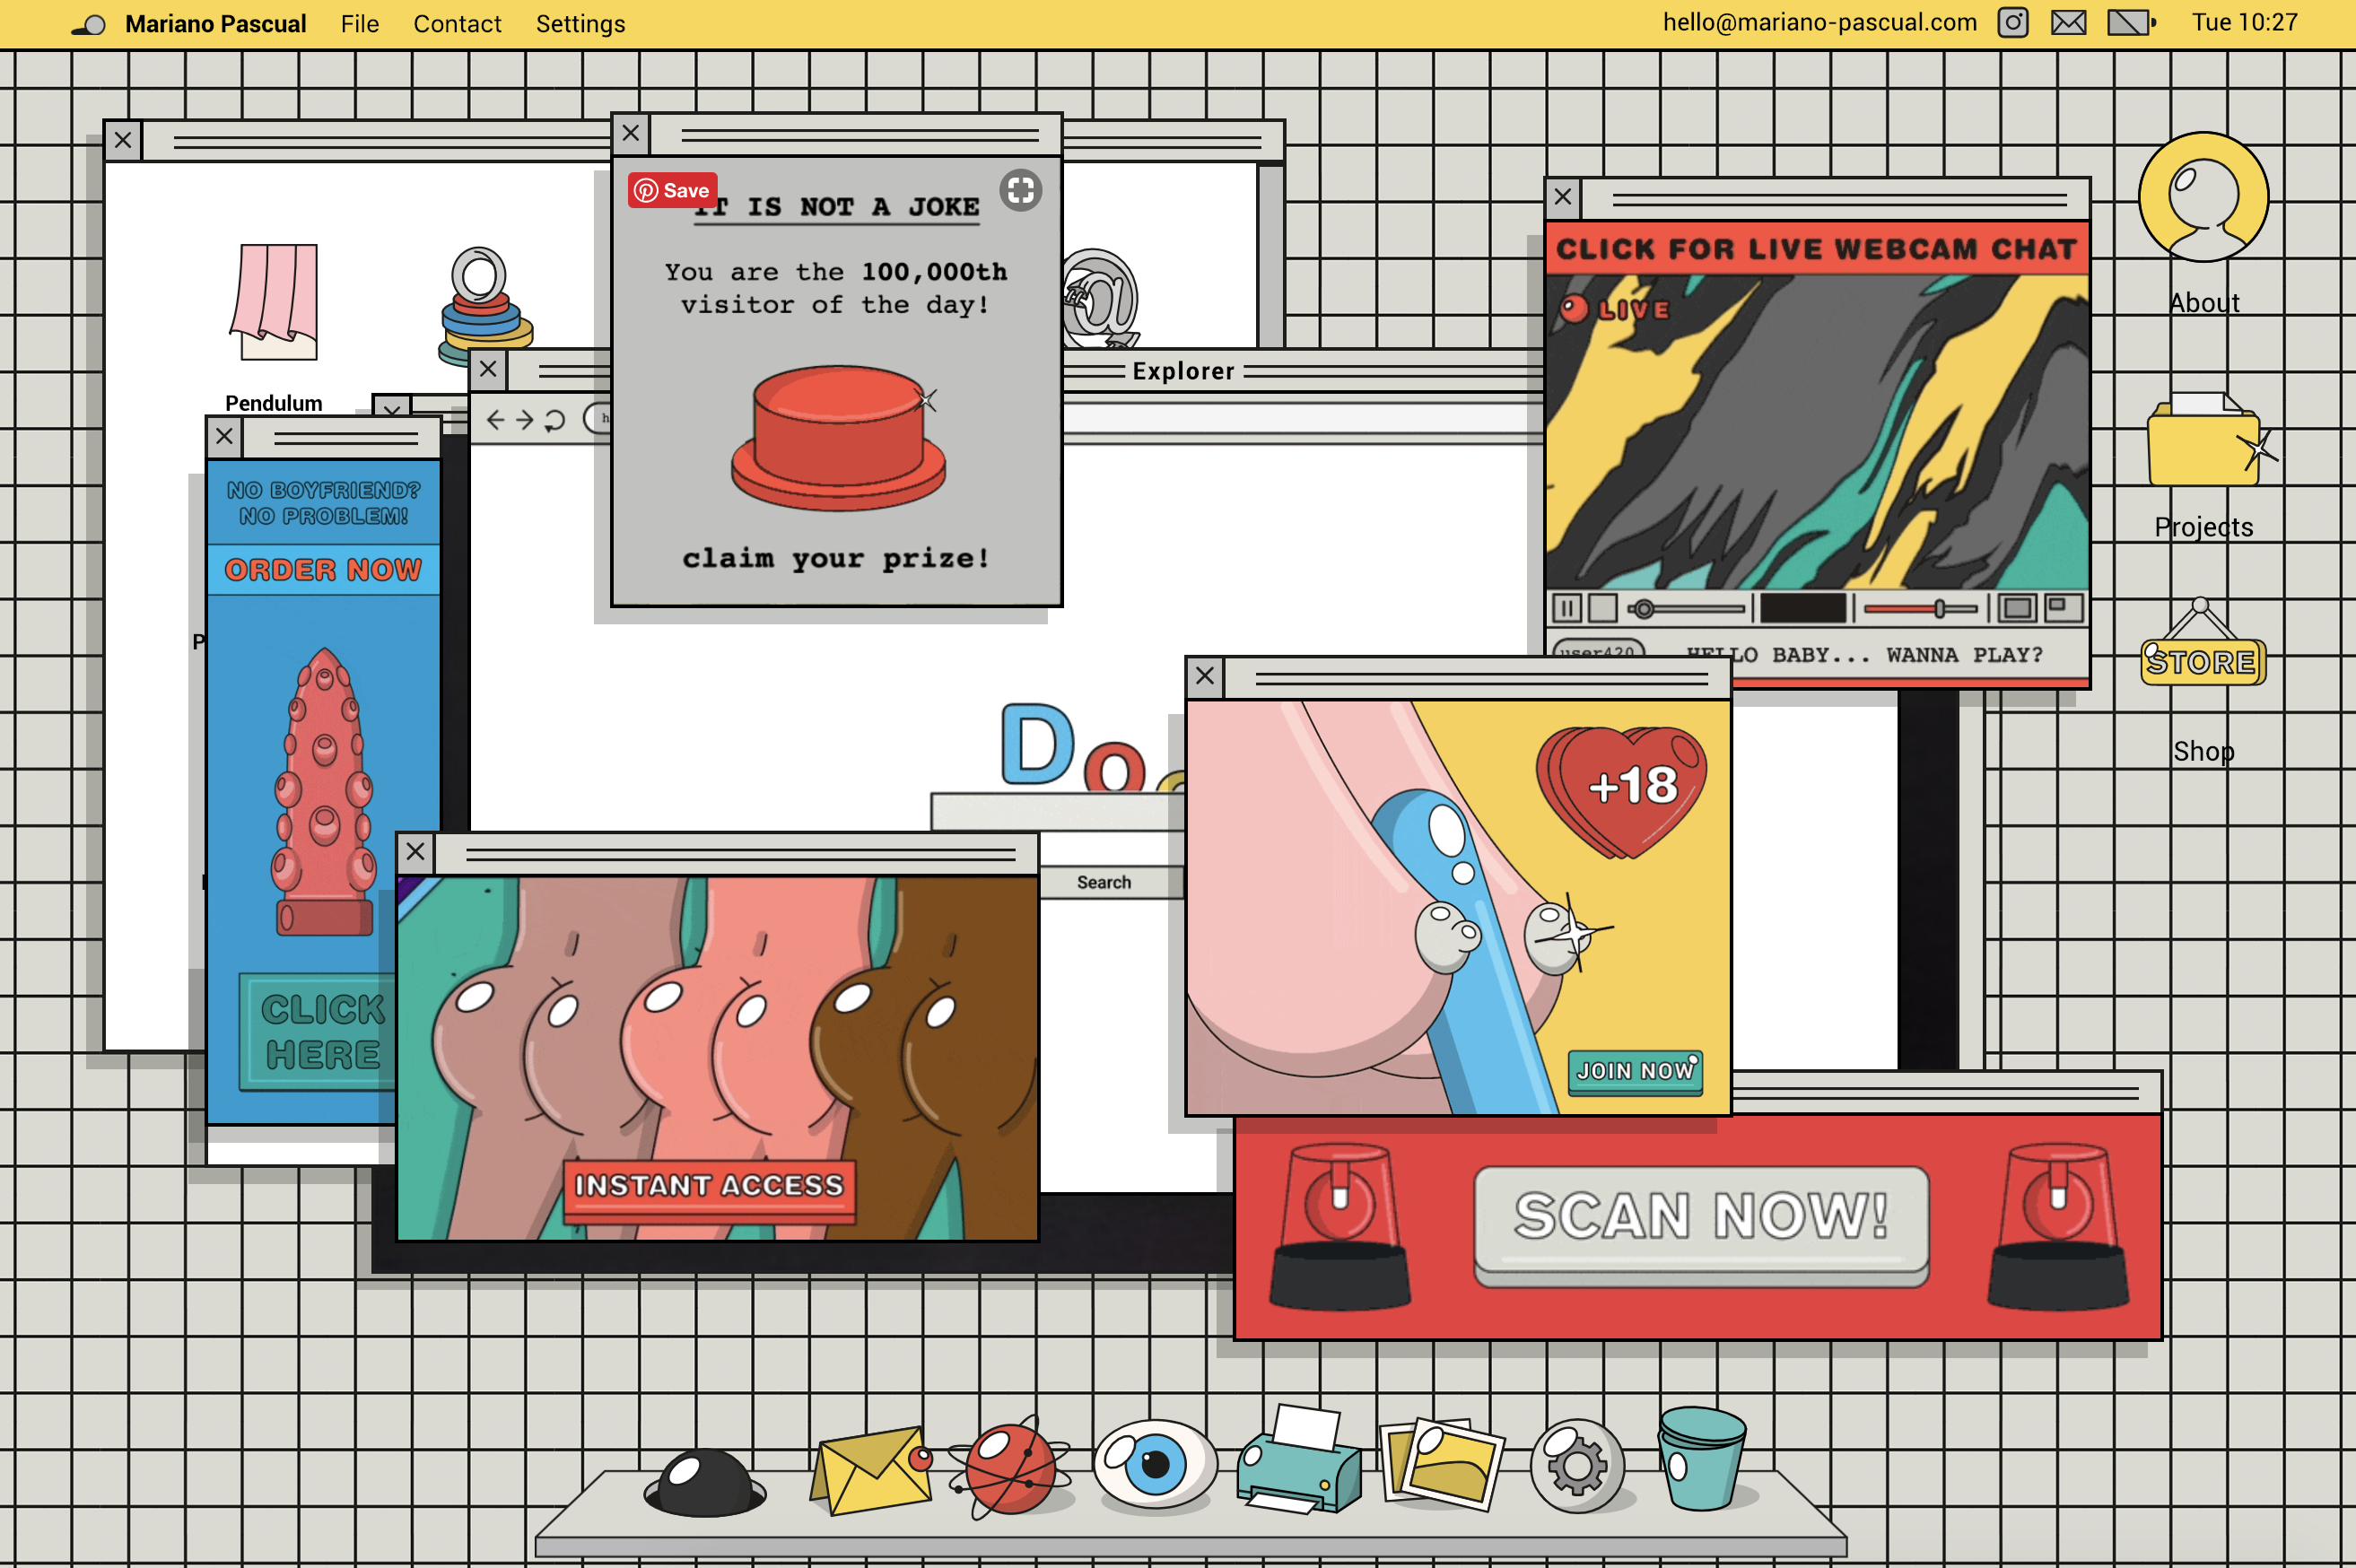 Mariano Pascual File Contact Settings
hello@mariano-pascual.com Tue 10:27
Save
IT IS NOT A JOKE
You are the 100,000th
visitor of the day!
claim your prize!
Pendulum
Explorer
CLICK FOR LIVE WEBCAM CHAT
LIVE
user420 HELLO BABY... WANNA PLAY?
About
Projects
STORE
Shop
NO BOYFRIEND?
NO PROBLEM!
ORDER NOW
CLICK
HERE
Do
Search
+18
JOIN NOW
INSTANT ACCESS
SCAN NOW!